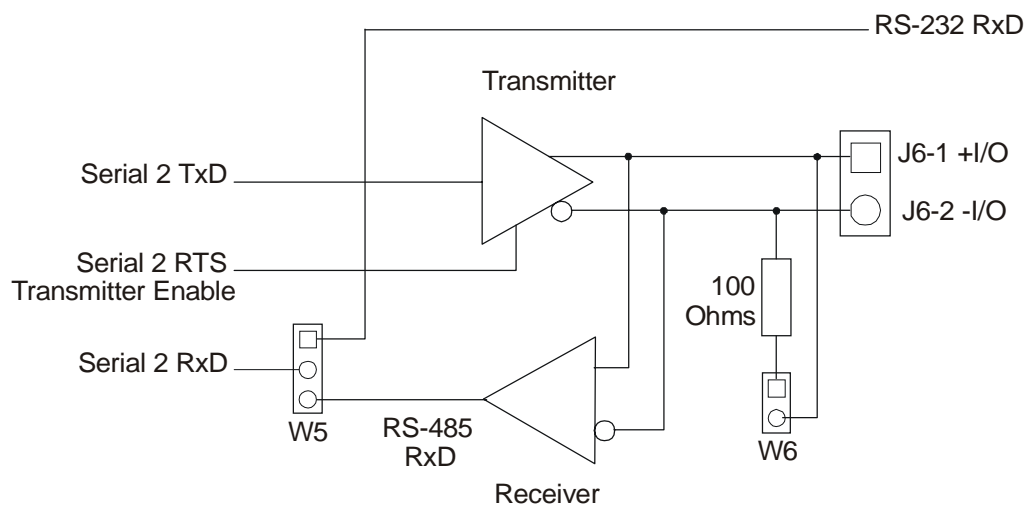 RS-232 RxD
Transmitter
Serial 2 TxD
J6-1 +I/O
J6-2 -I/O
Serial 2 RTS
Transmitter Enable
100
Ohms
Serial 2 RxD
W5
RS-485
RxD
W6
Receiver